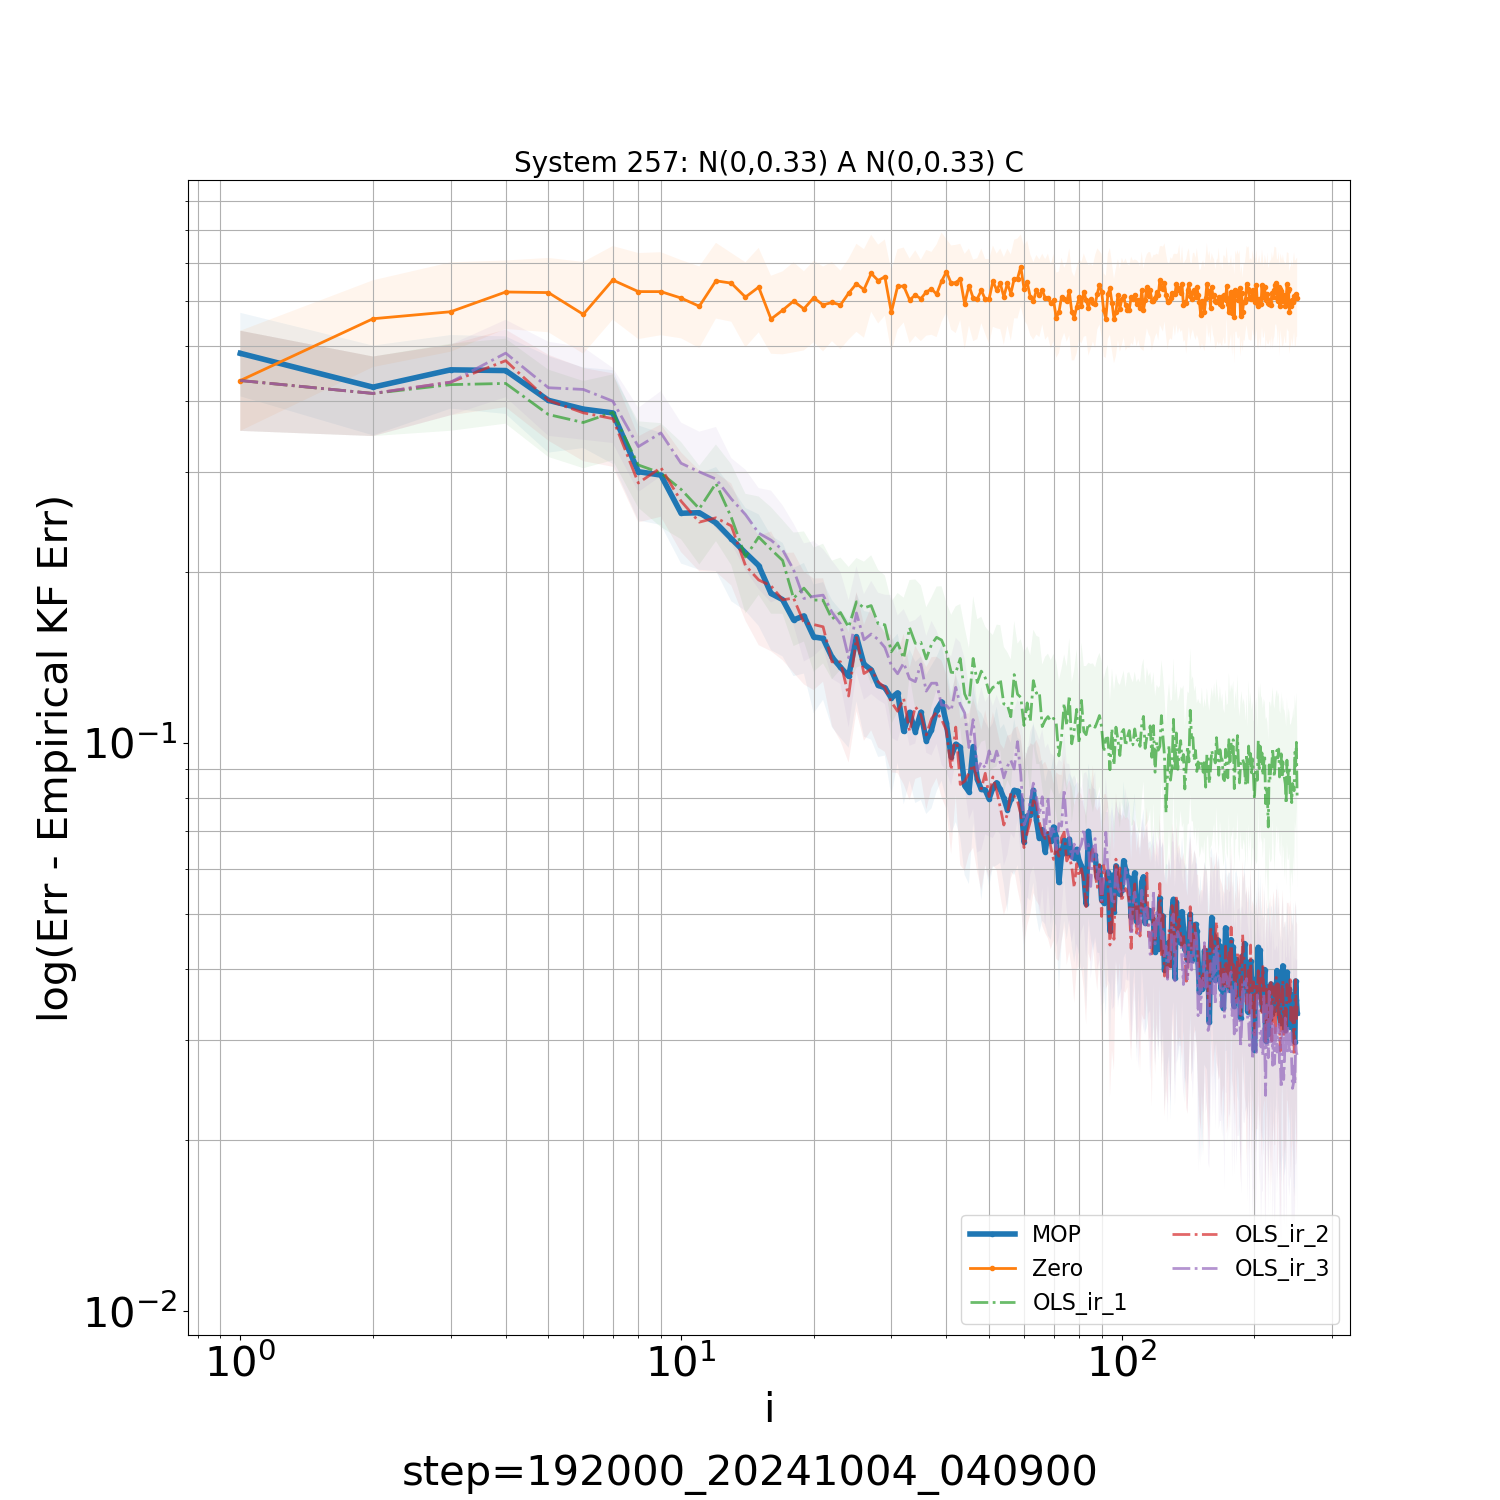 System 257: N(0,0.33) A N(0,0.33) C
log(Err - Empirical KF Err)
10⁻¹
10⁻²
MOP
Zero
OLS_ir_1
OLS_ir_2
OLS_ir_3
10⁰ 10¹ 10²
i
step=192000_20241004_040900